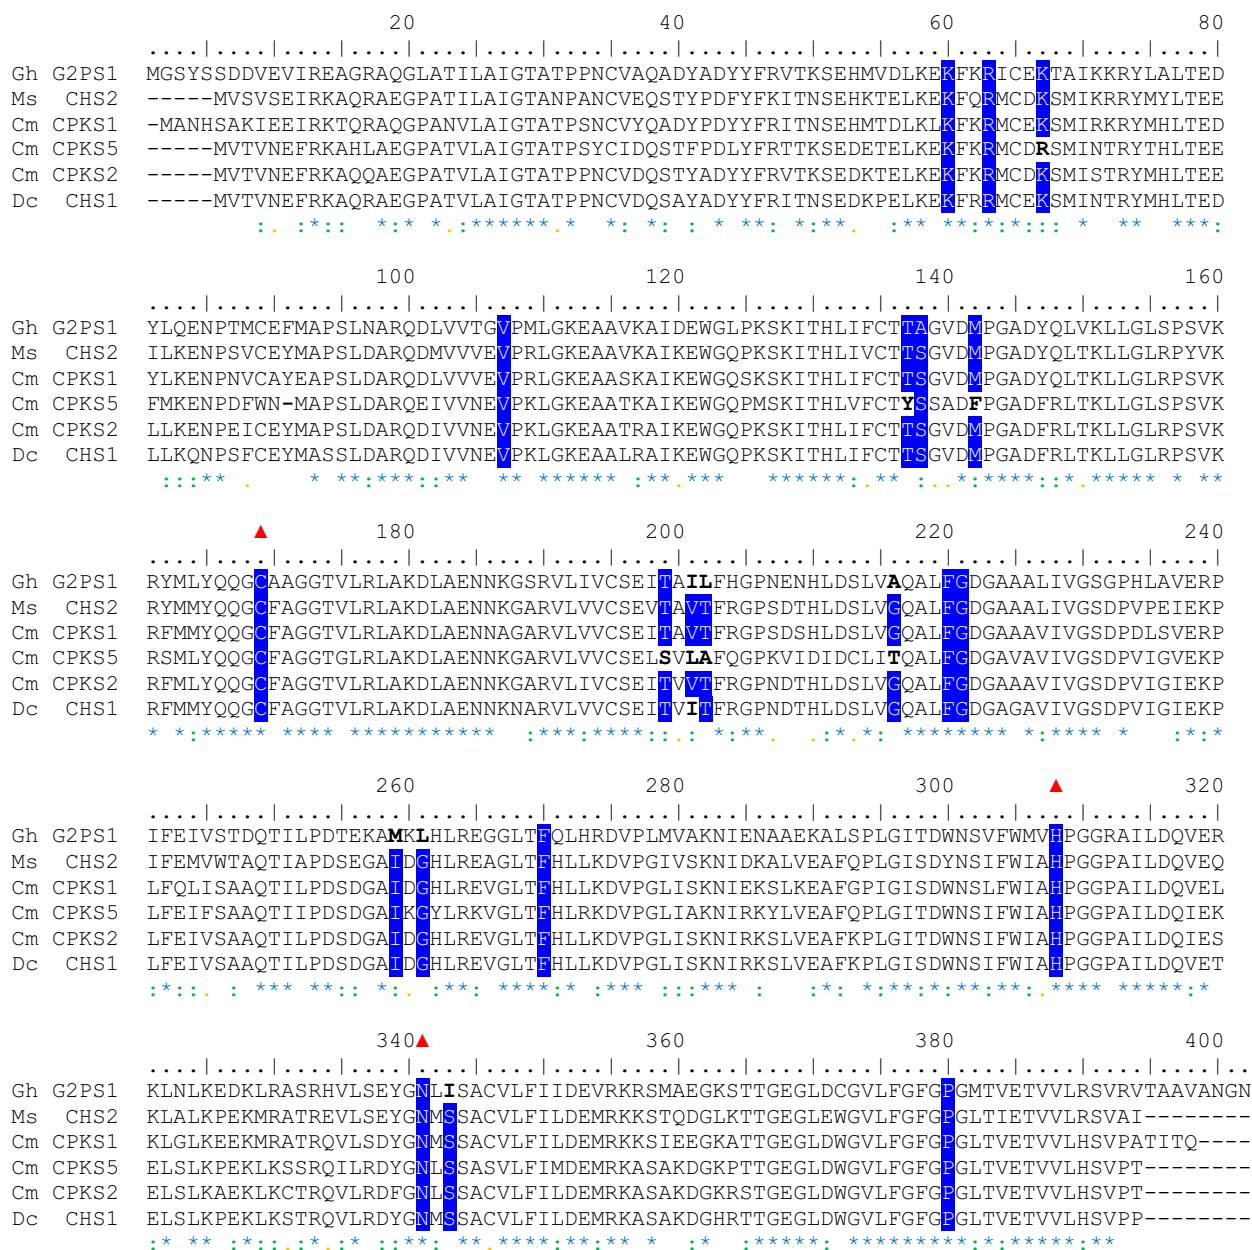 20 40 60 80
....|....|....|....|....|....|....|....|....|....|....|....|....|....|....|....|
Gh G2PS1 MGSYSSDDVEVIREAGRAQGLATILAIGTATPPNCVAQADYADYYFRVTKSEHMVDLKEKFKRICEKTAIKKRYLALTED
Ms CHS2 -----MVSVSEIRKAQRAEGPATILAIGTANPANCVEQSTYPDFYFKITNSEHKTELKEKFQRMCDKSMIKRRYMYLTEE
Cm CPKS1 -MANHSAKIEEIRKTQRAQGPANVLAIGTATPSNCVYQADYPDYYFRITNSEHMTDLKLKFKRMCEKSMIRKRYMHLTED
Cm CPKS5 -----MVTVNEFRKAHLAEGPATVLAIGTATPSYCIDQSTFPDLYFRTTKSEDETELKEKFKRMCDRSMINTRYTHLTEE
Cm CPKS2 -----MVTVNEFRKAQQAEGPATVLAIGTATPPNCVDQSTYADYYFRVTKSEDKTELKEKFKRMCDKSMISTRYMHLTEE
Dc CHS1 -----MVTVNEFRKAQRAEGPATVLAIGTATPPNCVDQSAYADYYFRITNSEDKPELKEKFRRMCEKSMINTRYMHLTED
:. :*:: *:* .:******.* *: *: *:** :** . :** **:*:*:: * ** ***:
100 120 140 160
....|....|....|....|....|....|....|....|....|....|....|....|....|....|....|....|
Gh G2PS1 YLQENPTMCEFMAPSLNARQDLVVTGVPMLGKEAAVKAIDEWGLPKSKITHLIFCTTAGVDMPGADYQLVKLLGLSPSVK
Ms CHS2 ILKENPSVCEYMAPSLDARQDMVVVEVPRLGKEAAVKAIKEWGQPKSKITHLIVCTTSGVDMPGADYQLTKLLGLRPYVK
Cm CPKS1 YLKENPNVCAYEAPSLDARQDLVVVEVPRLGKEAASKAIKEWGQSKSKITHLIFCTTSGVDMPGADYQLTKLLGLRPSVK
Cm CPKS5 FMKENPDFWN-MAPSLDARQEIVVNEVPKLGKEAATKAIKEWGQPMSKITHLVFCTYSSADFPGADFRLTKLLGLSPSVK
Cm CPKS2 LLKENPEICEYMAPSLDARQDIVVNEVPKLGKEAATRAIKEWGQPKSKITHLIFCTTSGVDMPGADFRLTKLLGLRPSVK
Dc CHS1 LLKQNPSFCEYMASSLDARQDIVVNEVPKLGKEAALRAIKEWGQPKSKITHLIFCTTSGVDMPGADFRLTKLLGLRPSVK
:::** . * **:***::** ** ****** :**.*** ******:.** :..*:****::*.***** * **
180 200 220 240
....|....|....|....|....|....|....|....|....|....|....|....|....|....|....|....|
Gh G2PS1 RYMLYQQGCAAGGTVLRLAKDLAENNKGSRVLIVCSEITAILFHGPNENHLDSLVAQALFGDGAAALIVGSGPHLAVERP
Ms CHS2 RYMMYQQGCFAGGTVLRLAKDLAENNKGARVLVVCSEVTAVTFRGPSDTHLDSLVGQALFGDGAAALIVGSDPVPEIEKP
Cm CPKS1 RFMMYQQGCFAGGTVLRLAKDLAENNAGARVLVVCSEITAVTFRGPSDSHLDSLVGQALFGDGAAAVIVGSDPDLSVERP
Cm CPKS5 RSMLYQQGCFAGGTGLRLAKDLAENNKGARVLVVCSELSVLAFQGPKVIDIDCLITQALFGDGAVAVIVGSDPVIGVEKP
Cm CPKS2 RFMLYQQGCFAGGTVLRLAKDLAENNKGARVLIVCSEITVVTFRGPNDTHLDSLVGQALFGDGAAAVIVGSDPVIGIEKP
Dc CHS1 RFMMYQQGCFAGGTVLRLAKDLAENNKNARVLVVCSEITVITFRGPNDTHLDSLVGQALFGDGAGAVIVGSDPVIGIEKP
* *:***** **** *********** :***:****::.: *:**. .:*.*: ******** *:**** * :*:*
260 280 300 320
....|....|....|....|....|....|....|....|....|....|....|....|....|....|....|....|
Gh G2PS1 IFEIVSTDQTILPDTEKAMKLHLREGGLTFQLHRDVPLMVAKNIENAAEKALSPLGITDWNSVFWMVHPGGRAILDQVER
Ms CHS2 IFEMVWTAQTIAPDSEGAIDGHLREAGLTFHLLKDVPGIVSKNIDKALVEAFQPLGISDYNSIFWIAHPGGPAILDQVEQ
Cm CPKS1 LFQLISAAQTILPDSDGAIDGHLREVGLTFHLLKDVPGLISKNIEKSLKEAFGPIGISDWNSLFWIAHPGGPAILDQVEL
Cm CPKS5 LFEIFSAAQTIIPDSDGAIKGYLRKVGLTFHLRKDVPGLIAKNIRKYLVEAFQPLGITDWNSIFWIAHPGGPAILDQIEK
Cm CPKS2 LFEIVSAAQTILPDSDGAIDGHLREVGLTFHLLKDVPGLISKNIRKSLVEAFKPLGITDWNSIFWIAHPGGPAILDQIES
Dc CHS1 LFEIVSAAQTILPDSDGAIDGHLREVGLTFHLLKDVPGLISKNIRKSLVEAFKPLGISDWNSIFWIAHPGGPAILDQVET
:*::. : *** **:: *:. :**: ****:* :*** :::*** : :*: *:**:*:**:**:.**** *****:*
340 360 380 400
....|....|....|....|....|....|....|....|....|....|....|....|....|....|....|....|..
Gh G2PS1 KLNLKEDKLRASRHVLSEYGNLISACVLFIIDEVRKRSMAEGKSTTGEGLDCGVLFGFGPGMTVETVVLRSVRVTAAVANGN
Ms CHS2 KLALKPEKMRATREVLSEYGNMSSACVLFILDEMRKKSTQDGLKTTGEGLEWGVLFGFGPGLTIETVVLRSVAI--------
Cm CPKS1 KLGLKEEKMRATRQVLSDYGNMSSACVLFILDEMRKKSIEEGKATTGEGLDWGVLFGFGPGLTVETVVLHSVPATITQ----
Cm CPKS5 ELSLKPEKLKSSRQILRDYGNLSSASVLFIMDEMRKASAKDGKPTTGEGLDWGVLFGFGPGLTVETVVLHSVPT--------
Cm CPKS2 ELSLKAEKLKCTRQVLRDFGNLSSACVLFILDEMRKASAKDGKRSTGEGLDWGVLFGFGPGLTVETVVLHSVPT--------
Dc CHS1 ELSLKPEKLKSTRQVLRDYGNMSSACVLFILDEMRKASAKDGHRTTGEGLDWGVLFGFGPGLTVETVVLHSVPP--------
:* ** :*::.:*.:* ::**: **.****:**:** * :* :*****: *********:*:*****:**